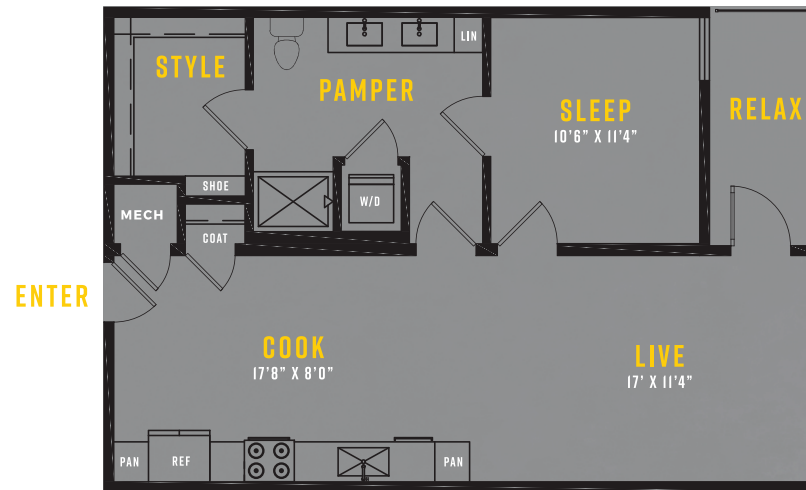 STYLE
PAMPER
LIN
SLEEP
10'6" X 11'4"
RELAX
SHOE
W/D
MECH
COAT
ENTER
COOK
17'8" X 8'0"
LIVE
17' X 11'4"
PAN
REF
PAN